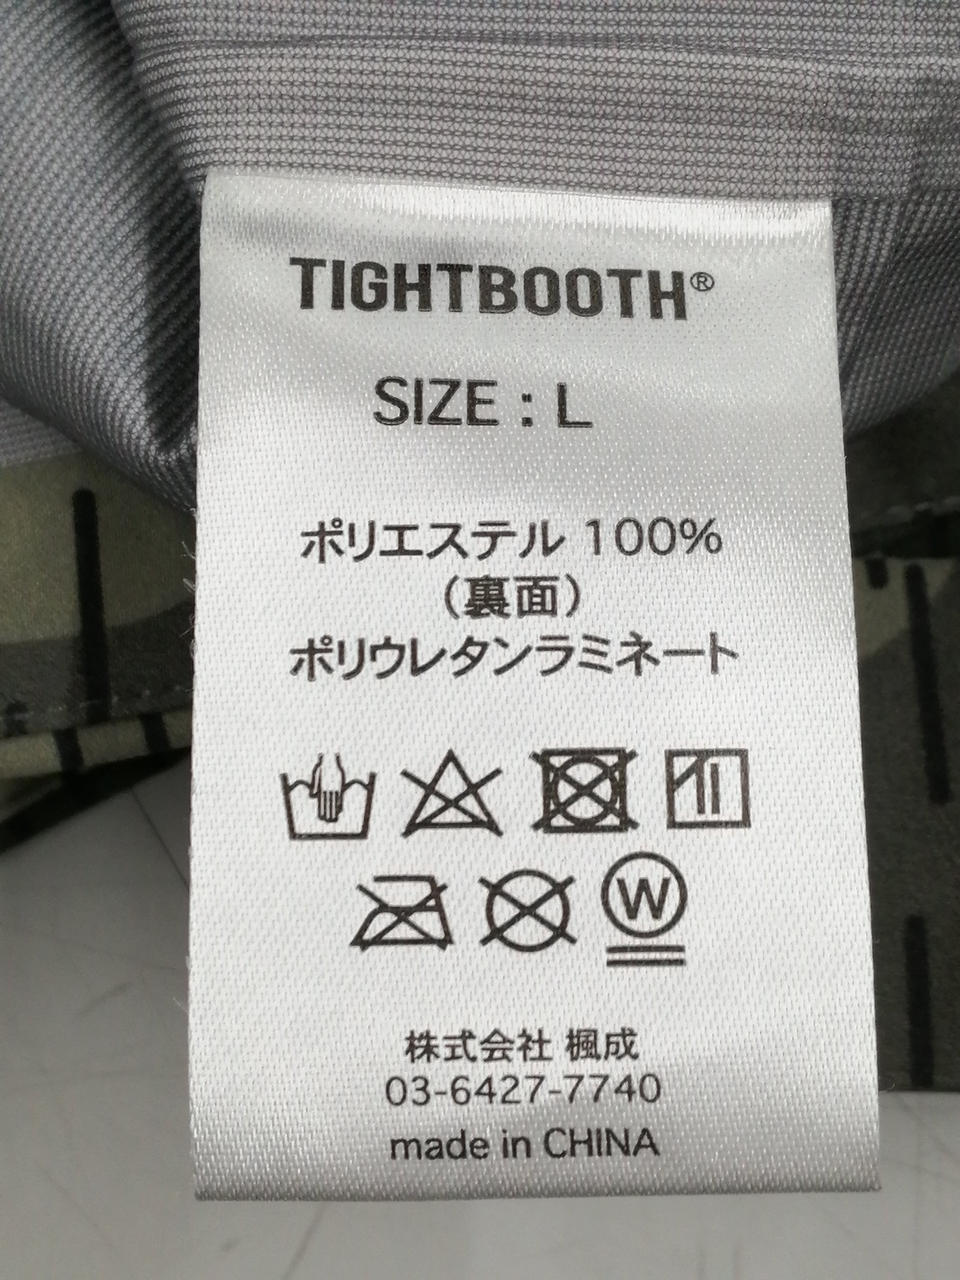 TIGHTBOOTH®
SIZE : L
ポリエステル 100%
（裏面）
ポリウレタンラミネート
W
株式会社 楓成
03-6427-7740
made in CHINA